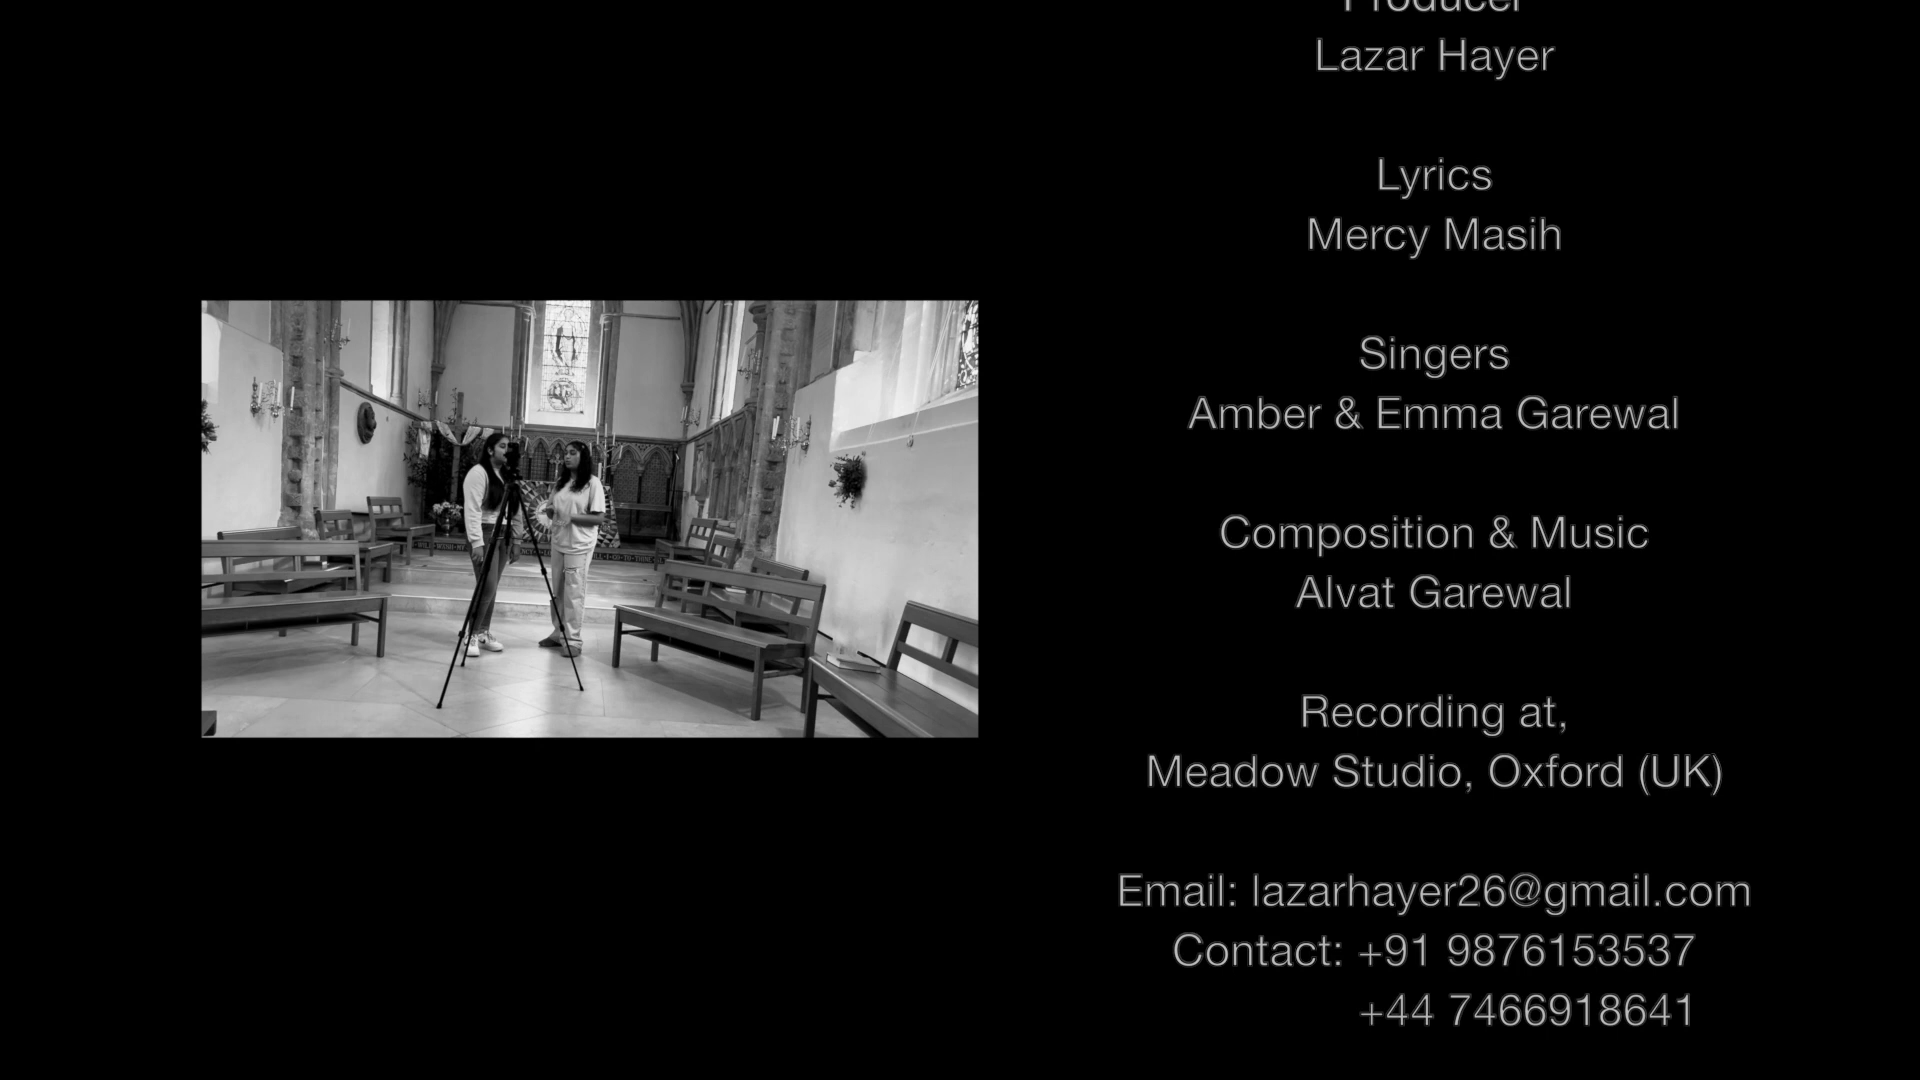 Producer
Lazar Hayer
Lyrics
Mercy Masih
Singers
Amber & Emma Garewal
Composition & Music
Alvat Garewal
Recording at,
Meadow Studio, Oxford (UK)
Email: lazarhayer26@gmail.com
Contact: +91 9876153537
+44 7466918641